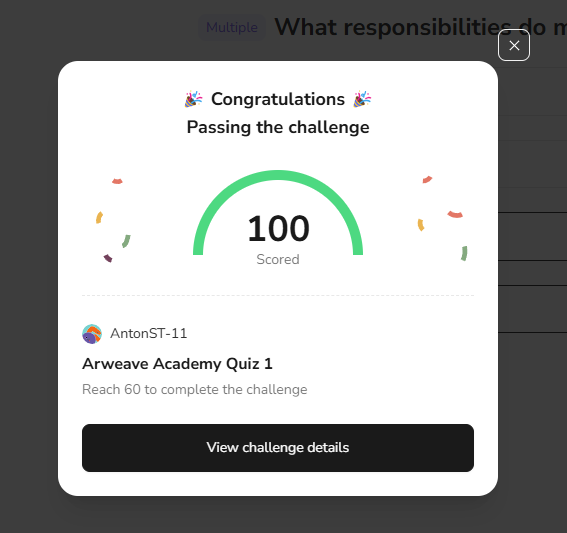 Multiple What responsibilities do m
Congratulations
Passing the challenge
100
Scored
AntonST-11
Arweave Academy Quiz 1
Reach 60 to complete the challenge
View challenge details